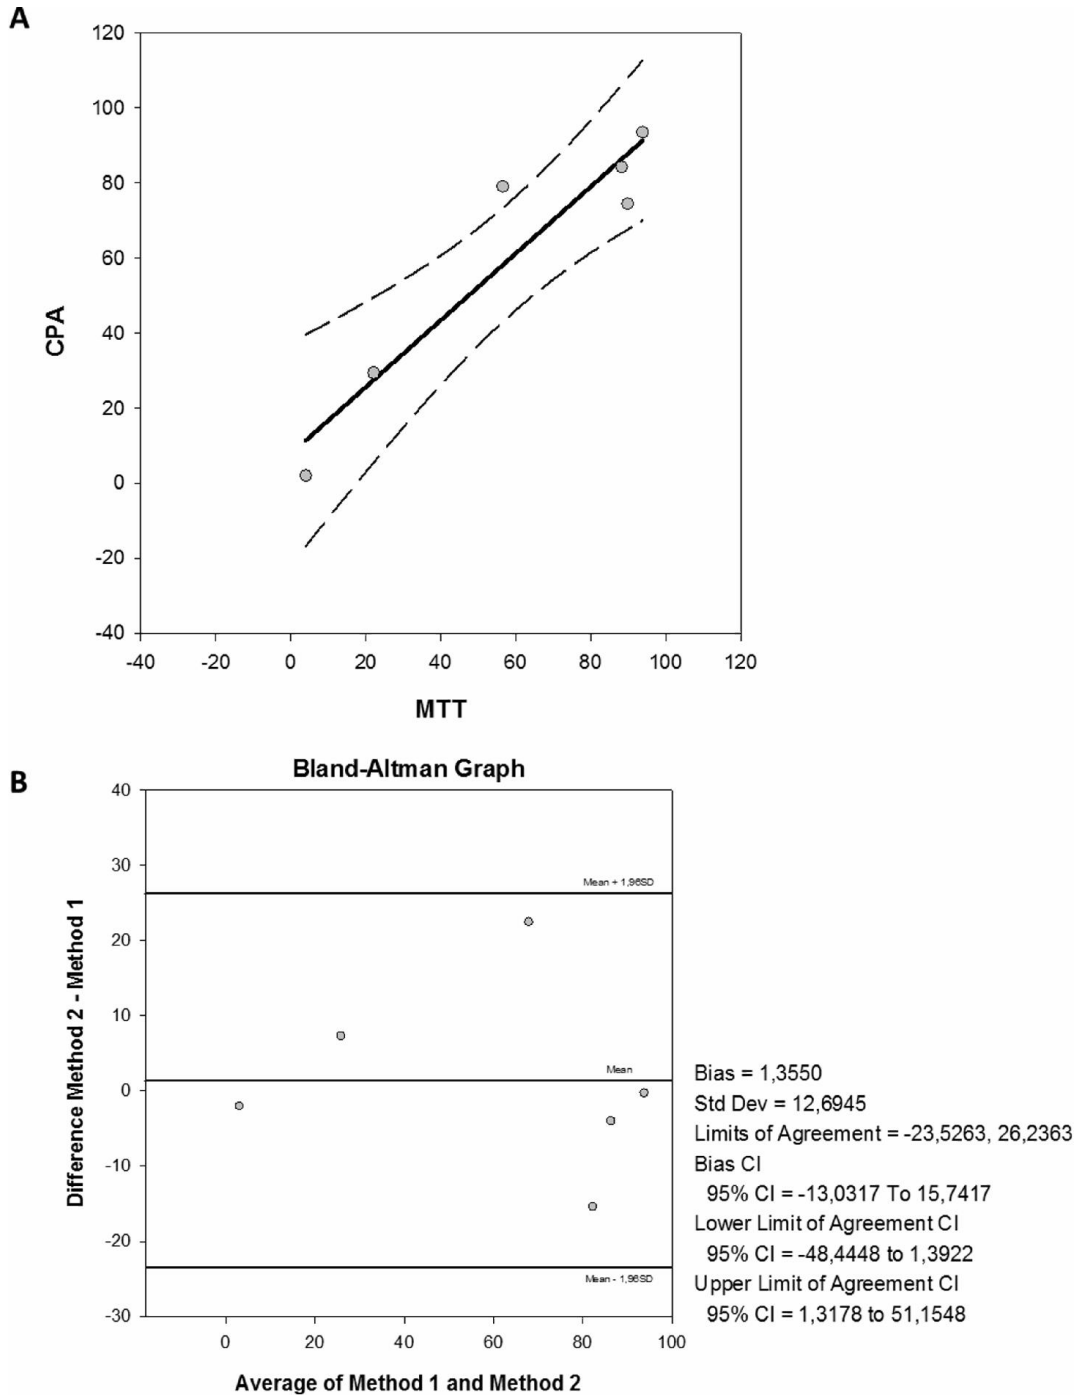 A
120
100
80
60
40
20
0
-20
-40
CPA
-40 -20 0 20 40 60 80 100 120
MTT
B
Bland-Altman Graph
40
30
20
10
0
-10
-20
-30
Difference Method 2 - Method 1
Mean + 1,96SD
Mean
Mean - 1,96SD
0 20 40 60 80 100
Average of Method 1 and Method 2
Bias = 1,3550
Std Dev = 12,6945
Limits of Agreement = -23,5263, 26,2363
Bias CI
95% CI = -13,0317 To 15,7417
Lower Limit of Agreement CI
95% CI = -48,4448 to 1,3922
Upper Limit of Agreement CI
95% CI = 1,3178 to 51,1548